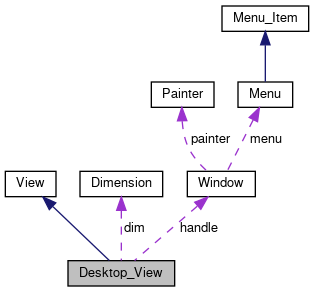 Menu_Item
Painter
Menu
painter
menu
View
Dimension
Window
dim
handle
Desktop_View